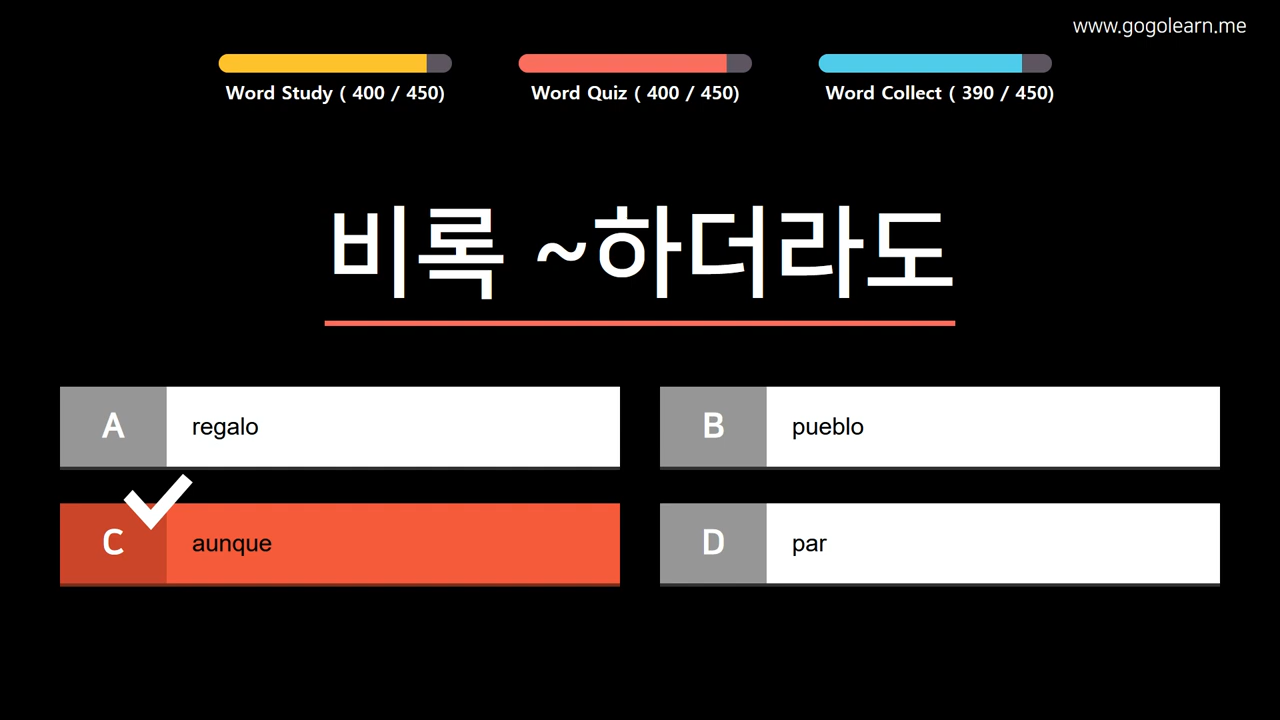 www.gogolearn.me
Word Study ( 400 / 450)
Word Quiz ( 400 / 450)
Word Collect ( 390 / 450)
비록 ~하더라도
A
regalo
B
pueblo
C
aunque
D
par